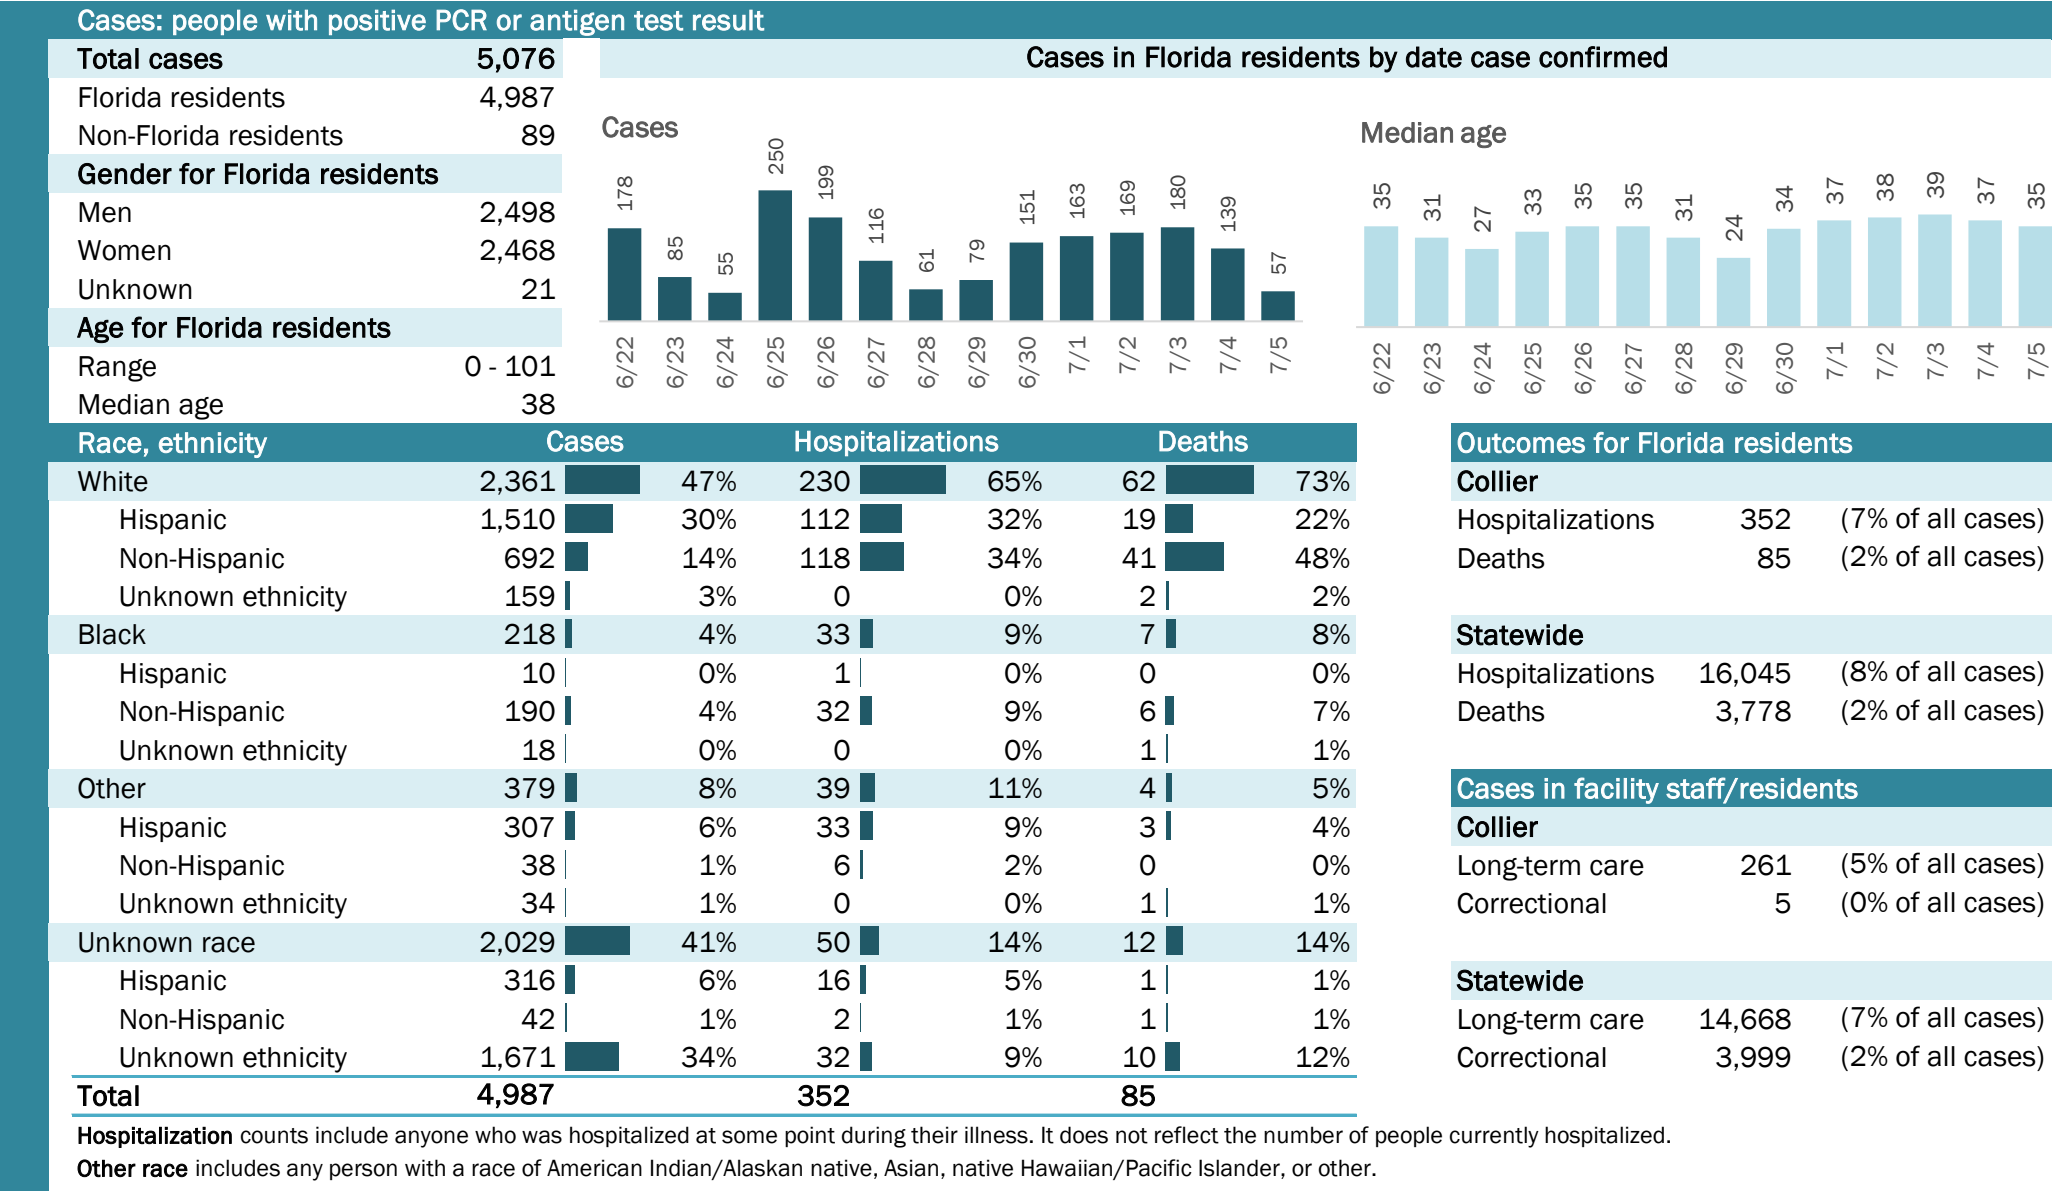 Cases: people with positive PCR or antigen test result
Total cases 5,076
Florida residents 4,987
Non-Florida residents 89
Gender for Florida residents
Men 2,498
Women 2,468
Unknown 21
Age for Florida residents
Range 0 - 101
Median age 38
Cases in Florida residents by date case confirmed
Cases
178 85 55 250 199 116 61 79 151 163 169 180 139 57
6/22 6/23 6/24 6/25 6/26 6/27 6/28 6/29 6/30 7/1 7/2 7/3 7/4 7/5
Median age
35 31 27 33 35 35 31 24 34 37 38 39 37 35
6/22 6/23 6/24 6/25 6/26 6/27 6/28 6/29 6/30 7/1 7/2 7/3 7/4 7/5
Race, ethnicity Cases Hospitalizations Deaths
White 2,361 47% 230 65% 62 73%
Hispanic 1,510 30% 112 32% 19 22%
Non-Hispanic 692 14% 118 34% 41 48%
Unknown ethnicity 159 3% 0 0% 2 2%
Black 218 4% 33 9% 7 8%
Hispanic 10 0% 1 0% 0 0%
Non-Hispanic 190 4% 32 9% 6 7%
Unknown ethnicity 18 0% 0 0% 1 1%
Other 379 8% 39 11% 4 5%
Hispanic 307 6% 33 9% 3 4%
Non-Hispanic 38 1% 6 2% 0 0%
Unknown ethnicity 34 1% 0 0% 1 1%
Unknown race 2,029 41% 50 14% 12 14%
Hispanic 316 6% 16 5% 1 1%
Non-Hispanic 42 1% 2 1% 1 1%
Unknown ethnicity 1,671 34% 32 9% 10 12%
Total 4,987 352 85
Outcomes for Florida residents
Collier
Hospitalizations 352 (7% of all cases)
Deaths 85 (2% of all cases)
Statewide
Hospitalizations 16,045 (8% of all cases)
Deaths 3,778 (2% of all cases)
Cases in facility staff/residents
Collier
Long-term care 261 (5% of all cases)
Correctional 5 (0% of all cases)
Statewide
Long-term care 14,668 (7% of all cases)
Correctional 3,999 (2% of all cases)
Hospitalization counts include anyone who was hospitalized at some point during their illness. It does not reflect the number of people currently hospitalized.
Other race includes any person with a race of American Indian/Alaskan native, Asian, native Hawaiian/Pacific Islander, or other.